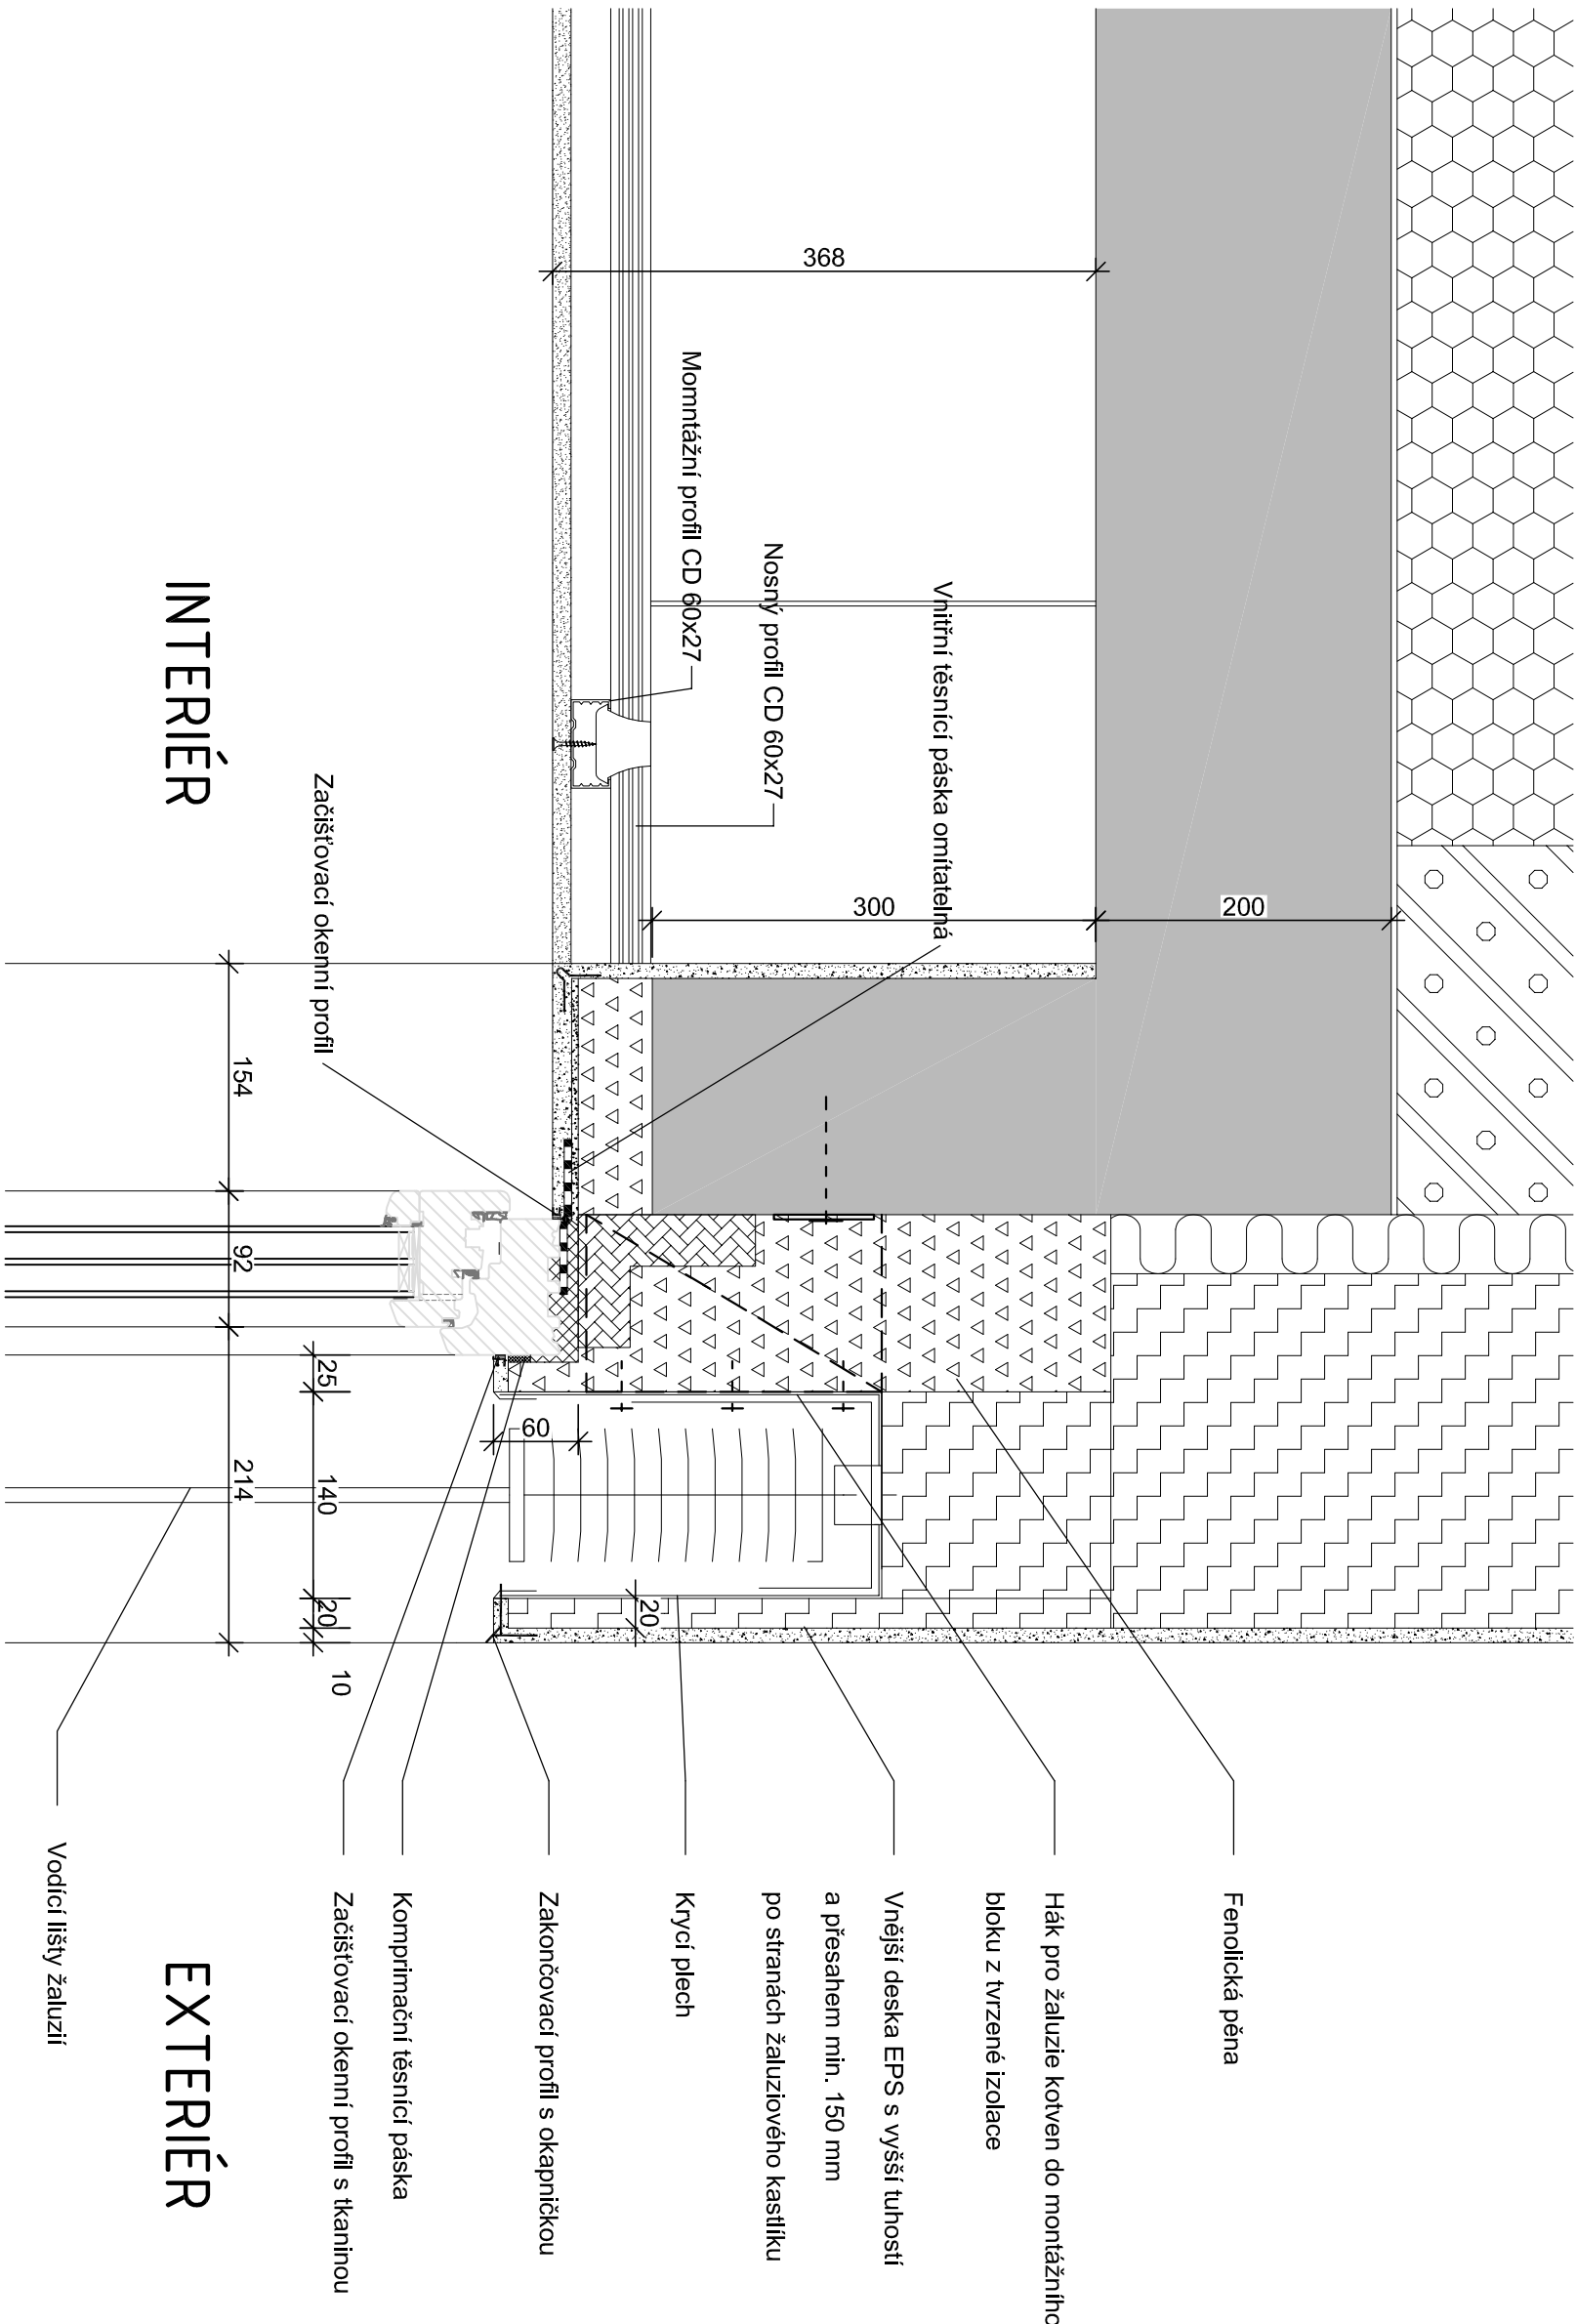 368
Momntážní profil CD 60x27
Nosný profil CD 60x27
Vnitřní těsnící páska omítatelná
Začišťovací okenní profil
INTERIÉR
300
200
154
92
214
25
140
20
10
60
20
Fenolická pěna
Hák pro žaluzie kotven do montážního
bloku z tvrzené izolace
Vnější deska EPS s vyšší tuhostí
a přesahem min. 150 mm
po stranách žaluziového kastlíku
Krycí plech
Zakončovací profil s okapničkou
Komprimační těsnící páska
Začišťovací okenní profil s tkaninou
Vodící lišty žaluzií
EXTERIÉR